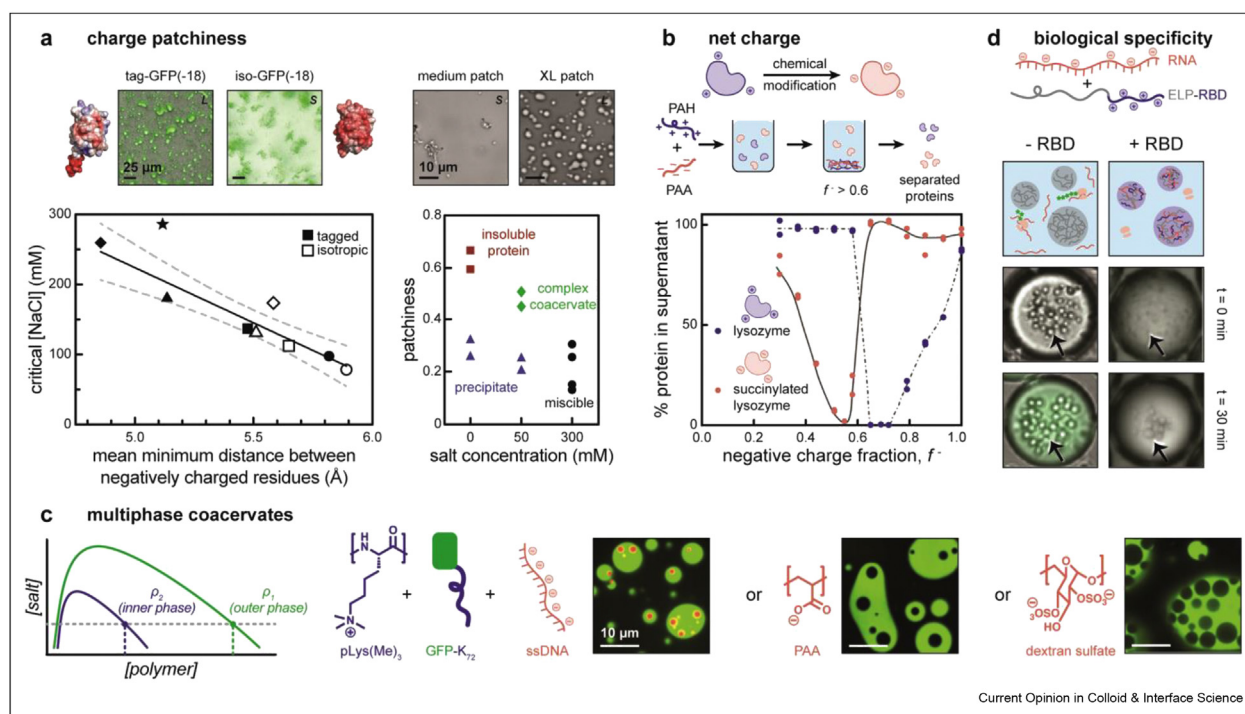 a charge patchiness
tag-GFP(-18)
iso-GFP(-18)
medium patch
XL patch
L
S
S
L
25 µm
10 µm
300
200
100
0
critical [NaCl] (mM)
tagged
isotropic
5.0
5.5
6.0
mean minimum distance between
negatively charged residues (Å)
0.8
0.6
0.4
0.2
0
patchiness
insoluble
protein
complex
coacervate
precipitate
miscible
0
50
300
salt concentration (mM)
b net charge
chemical
modification
PAH
+
PAA
f⁻ > 0.6
separated
proteins
100
50
0
% protein in supernatant
lysozyme
succinylated
lysozyme
0.0
0.2
0.4
0.6
0.8
1.0
negative charge fraction, f⁻
d biological specificity
RNA
+
ELP-RBD
- RBD
+ RBD
t = 0 min
t = 30 min
c multiphase coacervates
[salt]
ρ2
(inner phase)
ρ1
(outer phase)
[polymer]
H
N
O
N
+
pLys(Me)3
+
GFP-K72
+
ssDNA
10 µm
or
O
O
PAA
or
O
O
OSO3
3OSO
HO
dextran sulfate
Current Opinion in Colloid & Interface Science